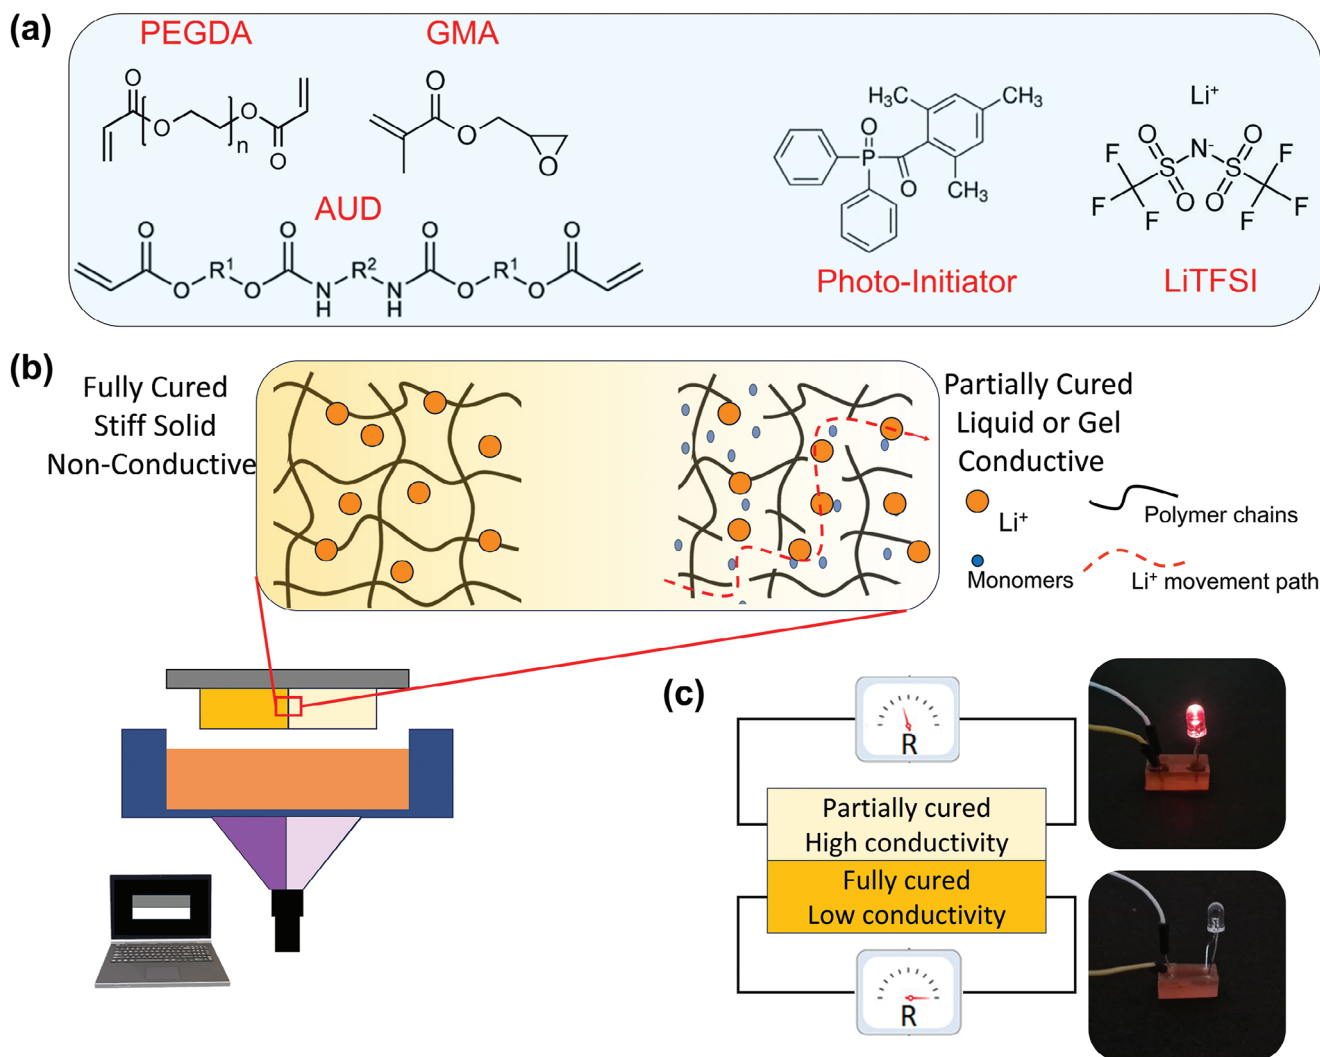 (a)
PEGDA
GMA
O
O
n
O
O
O
O
O
AUD
O
O
R¹
O
O
N
H
R²
N
H
O
O
R¹
O
O
H₃C
CH₃
O
P
O
CH₃
Photo-Initiator
Li⁺
O
N⁻
O
F
S
S
F
F
F
O
O
F
F
LiTFSI
(b)
Fully Cured
Stiff Solid
Non-Conductive
Partially Cured
Liquid or Gel
Conductive
Li⁺
Polymer chains
Monomers
Li⁺ movement path
(c)
R
Partially cured
High conductivity
Fully cured
Low conductivity
R